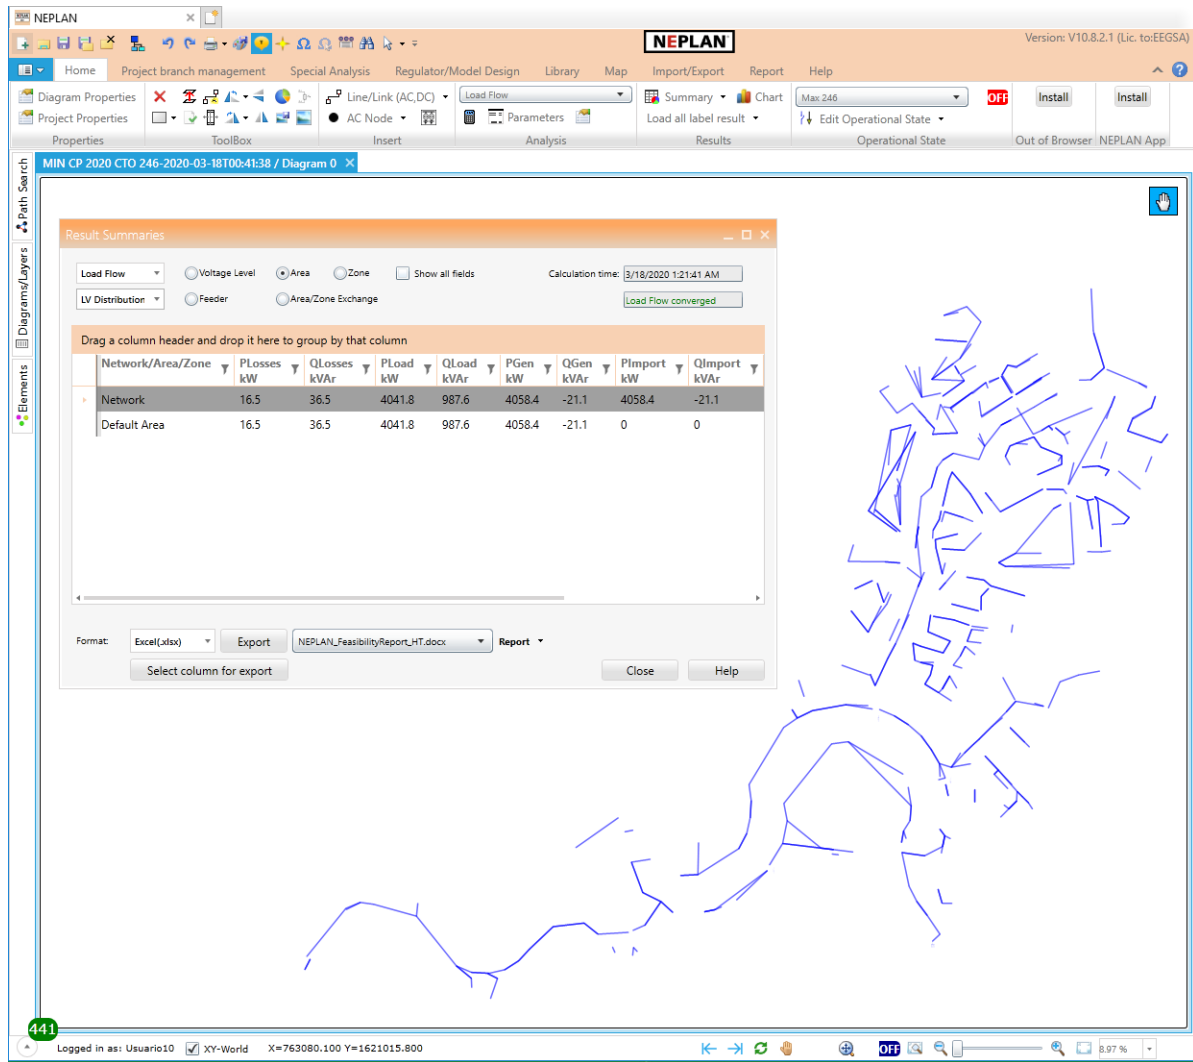 NEPLAN
NEPLAN
Version: V10.8.2.1 (Lic. to:EEGSA)
Home Project branch management Special Analysis Regulator/Model Design Library Map Import/Export Report Help
Diagram Properties Line/Link (AC,DC) Load Flow Summary Chart Max 246 OFF Install Install
Project Properties AC Node Parameters Load all label result Edit Operational State
Properties ToolBox Insert Analysis Results Operational State Out of Browser NEPLAN App
MIN CP 2020 CTO 246-2020-03-18T00:41:38 / Diagram 0
Path Search
Diagrams/Layers
Elements
Result Summaries
Load Flow Voltage Level Area Zone Show all fields Calculation time: 3/18/2020 1:21:41 AM
LV Distribution Feeder Area/Zone Exchange Load Flow converged
Drag a column header and drop it here to group by that column
Network/Area/Zone PLosses QLosses PLoad QLoad PGen QGen PImport QImport
kW kVAr kW kVAr kW kVAr kW kVAr
Network 16.5 36.5 4041.8 987.6 4058.4 -21.1 4058.4 -21.1
Default Area 16.5 36.5 4041.8 987.6 4058.4 -21.1 0 0
Format: Excel(.xlsx) Export NEPLAN_FeasibilityReport_HT.docx Report
Select column for export Close Help
441
Logged in as: Usuario10 XY-World X=763080.100 Y=1621015.800 OFF 8.97 %